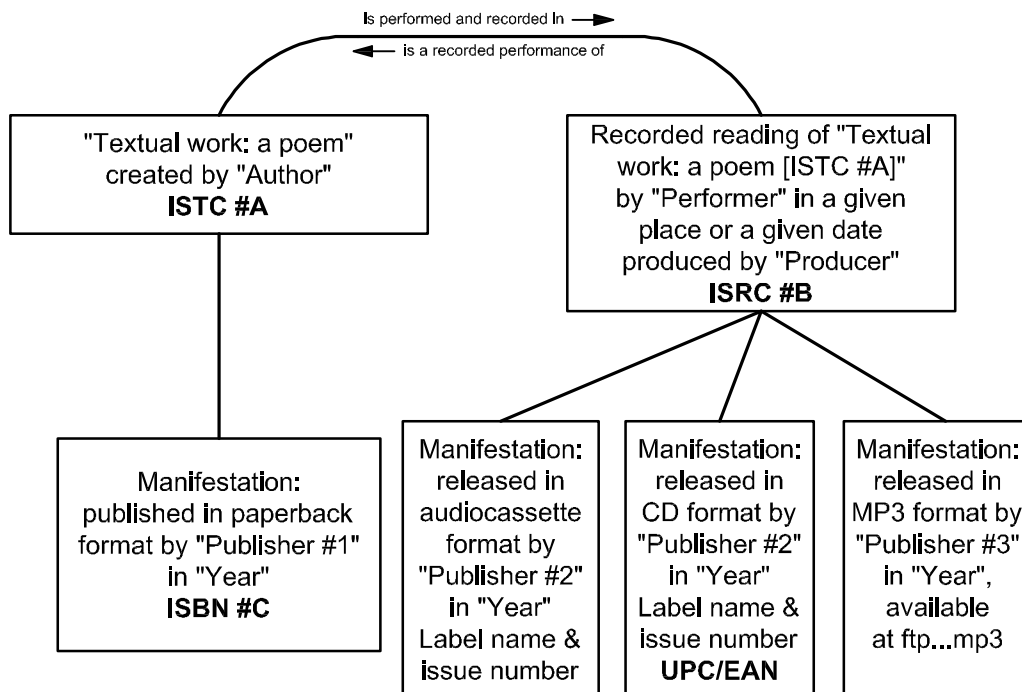 Is performed and recorded In
is a recorded performance of
"Textual work: a poem"
created by "Author"
ISTC #A
Recorded reading of "Textual
work: a poem [ISTC #A]"
by "Performer" in a given
place or a given date
produced by "Producer"
ISRC #B
Manifestation:
published in paperback
format by "Publisher #1"
in "Year"
ISBN #C
Manifestation:
released in
audiocassette
format by
"Publisher #2"
in "Year"
Label name &
issue number
Manifestation:
released in
CD format by
"Publisher #2"
in "Year"
Label name &
issue number
UPC/EAN
Manifestation:
released in
MP3 format by
"Publisher #3"
in "Year",
available
at ftp...mp3